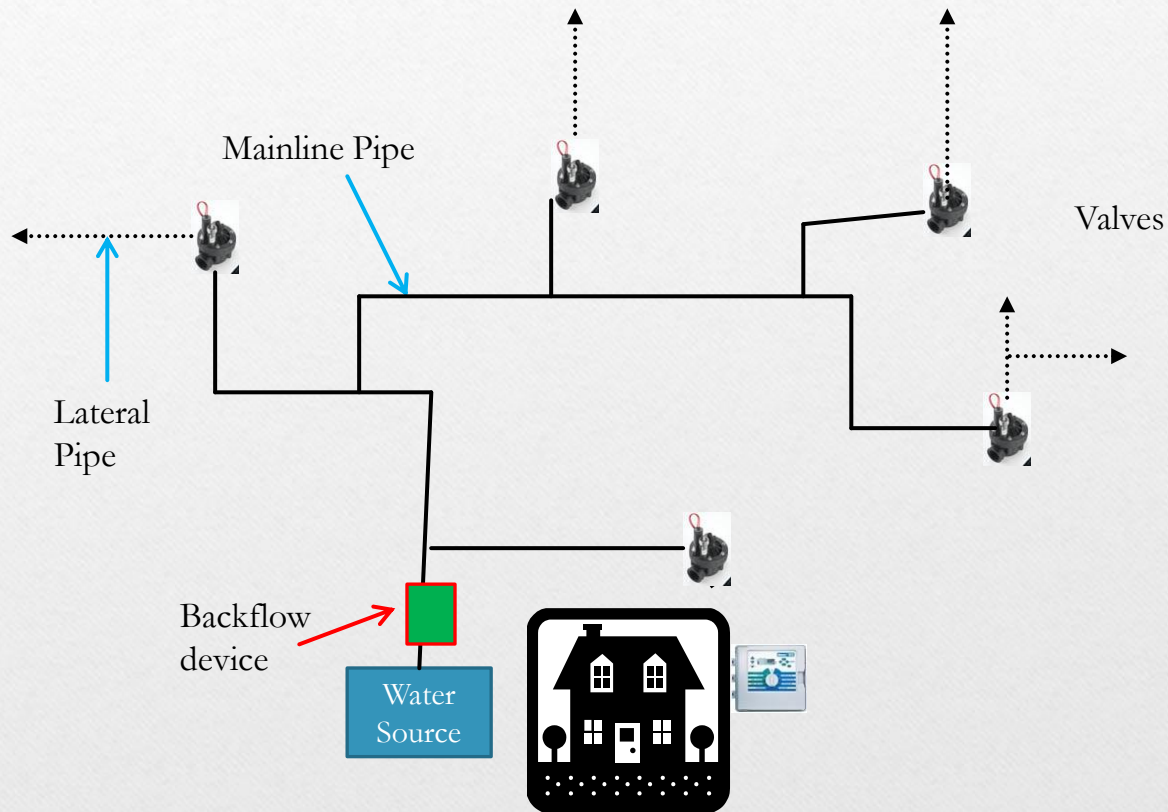 Mainline Pipe
Valves
Lateral
Pipe
Backflow
device
Water
Source